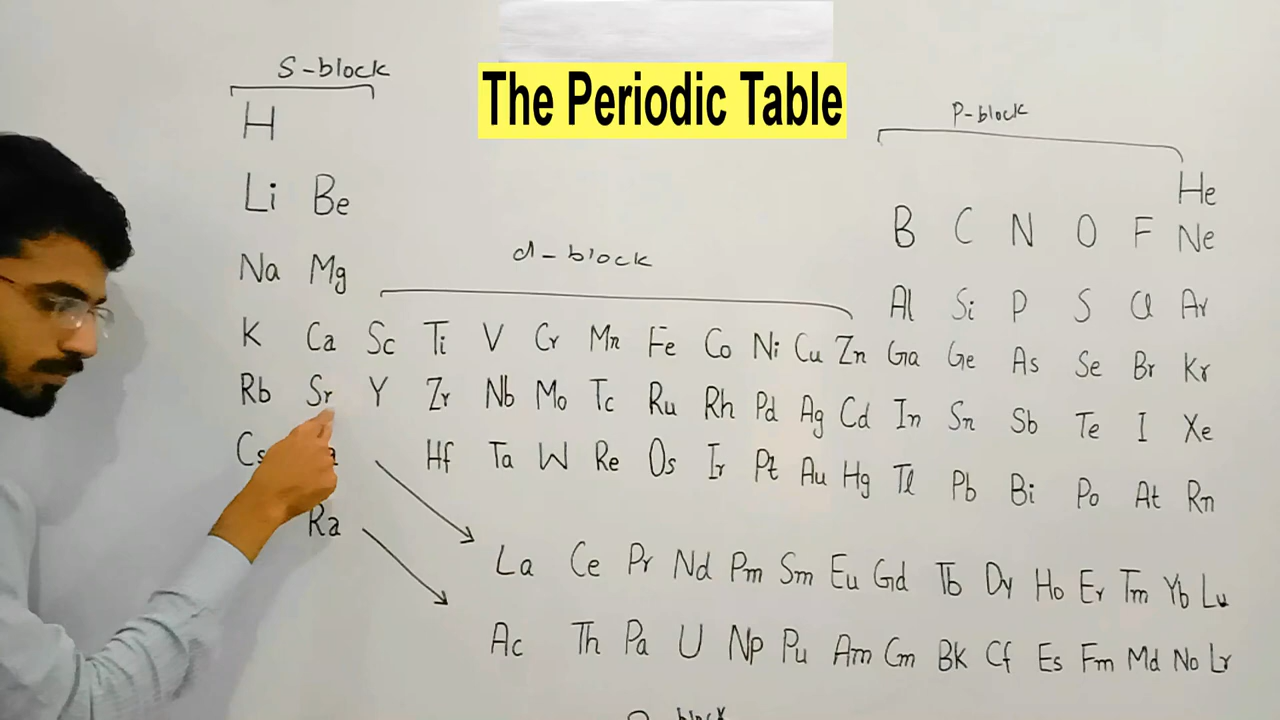 The Periodic Table
S-block
P-block
H
He
Li Be
B C N O F Ne
Na Mg
d-block
Al Si P S Cl Ar
K Ca Sc Ti V Cr Mn Fe Co Ni Cu Zn Ga Ge As Se Br Kr
Rb Sr Y Zr Nb Mo Tc Ru Rh Pd Ag Cd In Sn Sb Te I Xe
Cs Hf Ta W Re Os Ir Pt Au Hg Tl Pb Bi Po At Rn
Ra
La Ce Pr Nd Pm Sm Eu Gd Tb Dy Ho Er Tm Yb Lu
Ac Th Pa U Np Pu Am Cm Bk Cf Es Fm Md No Lr
block